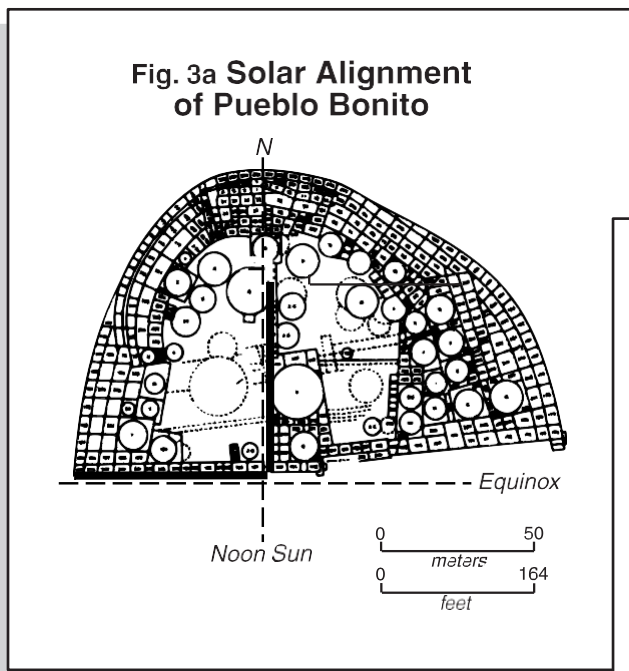 Fig. 3a Solar Alignment
of Pueblo Bonito
N
Equinox
Noon Sun
0 50
meters
0 164
feet